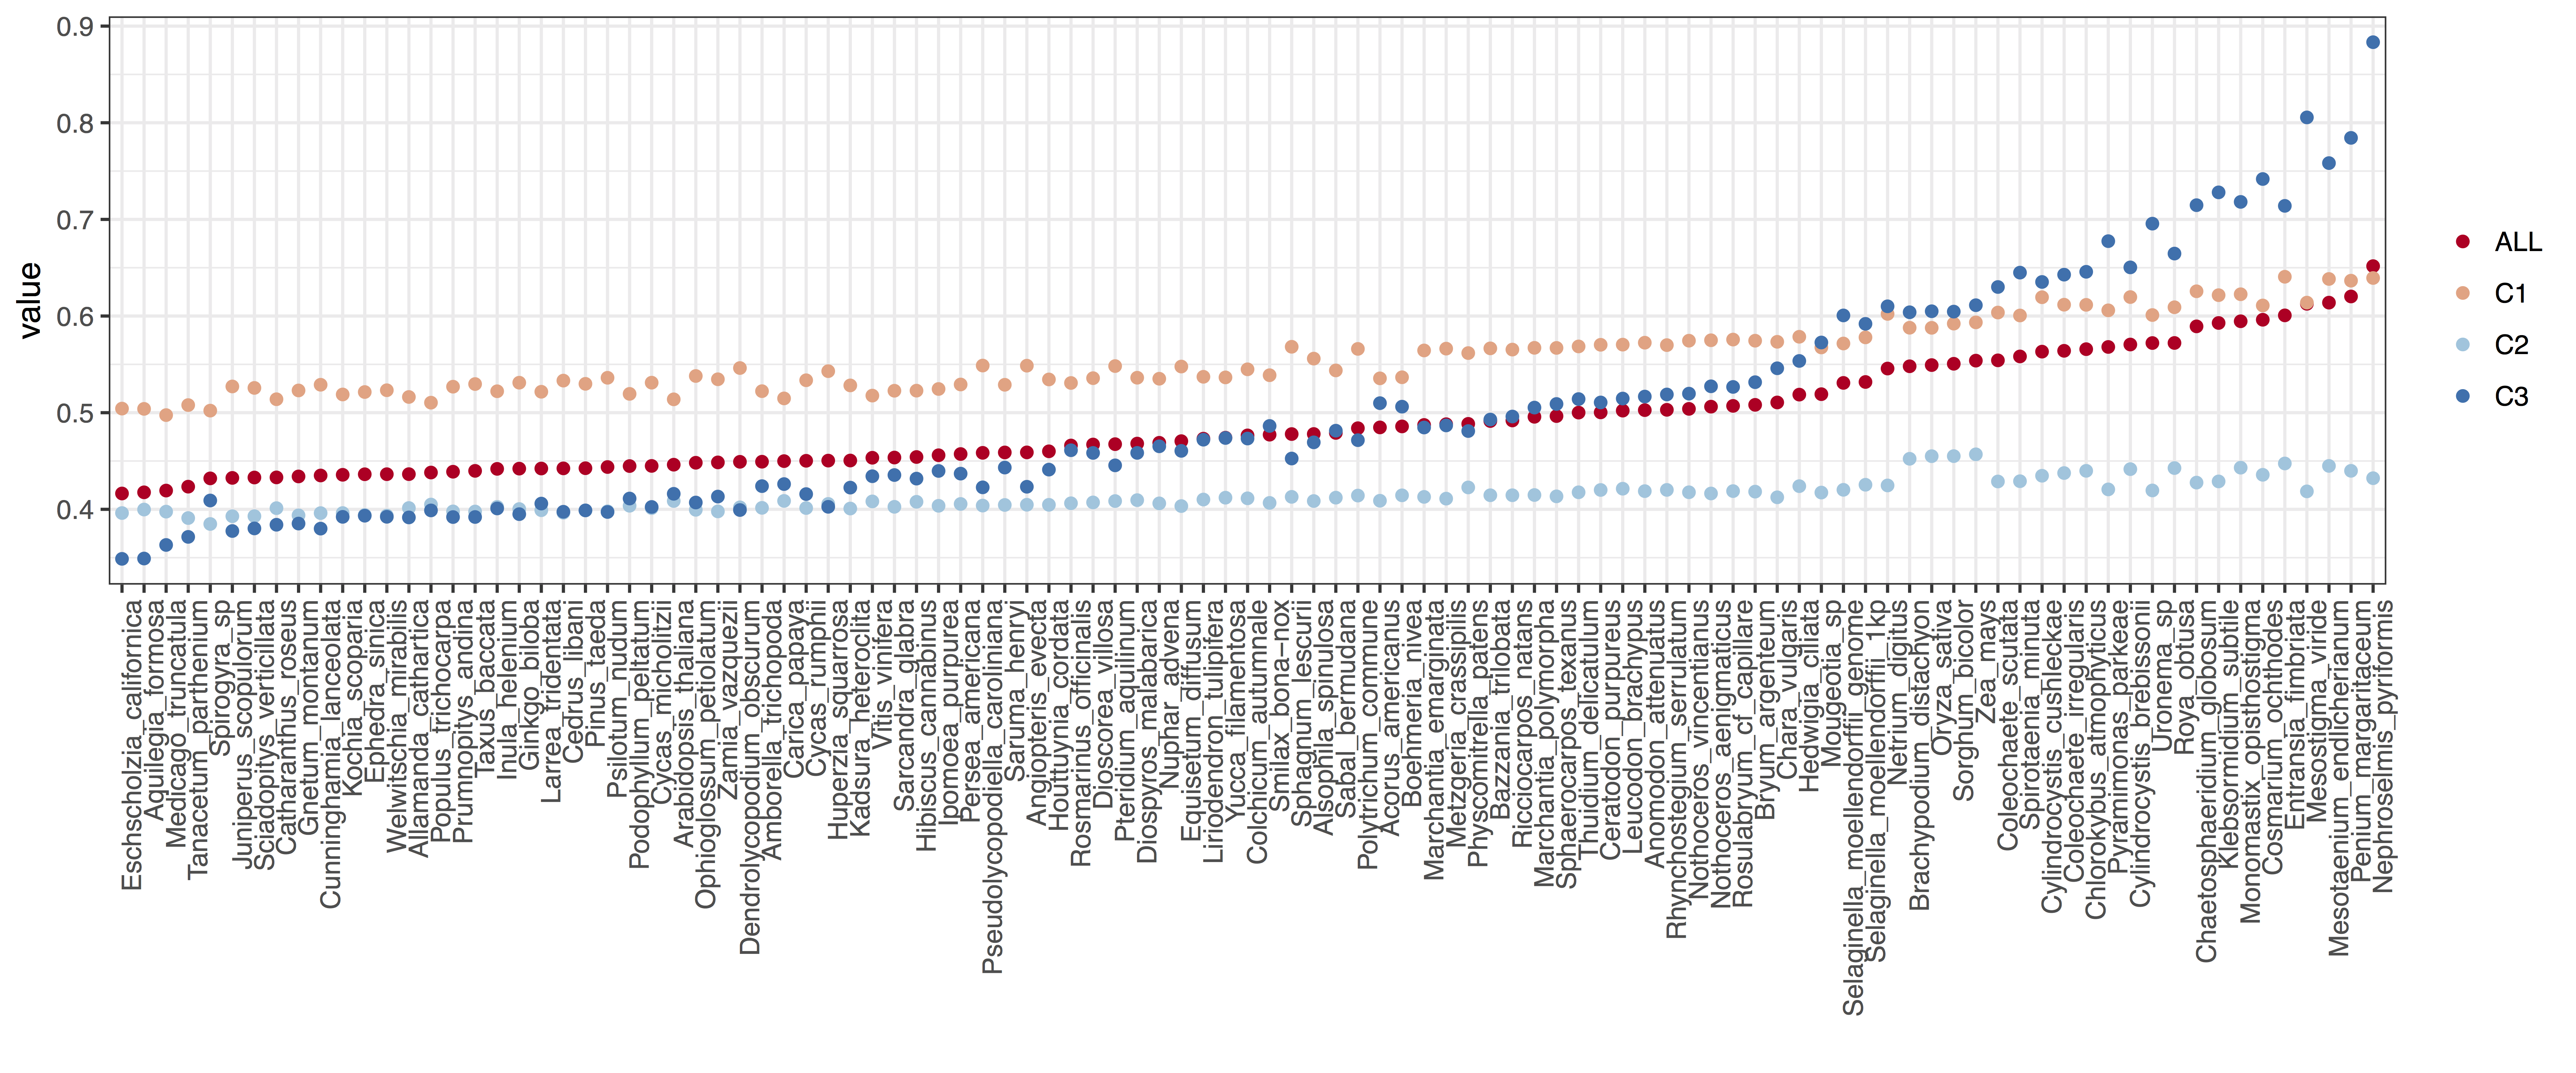 0.9
0.8
0.7
0.6
0.5
0.4
value
ALL
C1
C2
C3
Eschscholzia_californica
Aquilegia_formosa
Medicago_truncatula
Tanacetum_parthenium
Spirogyra_sp
Juniperus_scopulorum
Sciadopitys_verticillata
Catharanthus_roseus
Gnetum_montanum
Cunninghamia_lanceolata
Kochia_scoparia
Ephedra_sinica
Welwitschia_mirabilis
Allamanda_cathartica
Populus_trichocarpa
Prumnopitys_andina
Taxus_baccata
Inula_helenium
Ginkgo_biloba
Larrea_tridentata
Cedrus_libani
Pinus_taeda
Psilotum_nudum
Podophyllum_peltatum
Cycas_micholitzii
Arabidopsis_thaliana
Ophioglossum_petiolatum
Zamia_vazquezii
Dendrolycopodium_obscurum
Amborella_trichopoda
Carica_papaya
Cycas_rumphii
Huperzia_squarrosa
Kadsura_heteroclita
Vitis_vinifera
Sarcandra_glabra
Hibiscus_cannabinus
Ipomoea_purpurea
Persea_americana
Pseudolycopodiella_caroliniana
Saruma_henryi
Angiopteris_evecta
Houttuynia_cordata
Rosmarinus_officinalis
Dioscorea_villosa
Pteridium_aquilinum
Diospyros_malabarica
Nuphar_advena
Equisetum_diffusum
Liriodendron_tulipifera
Yucca_filamentosa
Colchicum_autumnale
Smilax_bona-nox
Sphagnum_lescurii
Alsophila_spinulosa
Sabal_bermudana
Polytrichum_commune
Acorus_americanus
Boehmeria_nivea
Marchantia_emarginata
Metzgeria_crassipilis
Physcomitrella_patens
Bazzania_trilobata
Ricciocarpos_natans
Marchantia_polymorpha
Sphaerocarpos_texanus
Thuidium_delicatulum
Ceratodon_purpureus
Leucodon_brachypus
Anomodon_attenuatus
Rhynchostegium_serrulatum
Nothoceros_vincentianus
Nothoceros_aenigmaticus
Rosulabryum_cf_capillare
Bryum_argenteum
Chara_vulgaris
Hedwigia_ciliata
Mougeotia_sp
Selaginella_moellendorffii_genome
Selaginella_moellendorffii_1kp
Netrium_digitus
Brachypodium_distachyon
Oryza_sativa
Sorghum_bicolor
Zea_mays
Coleochaete_scutata
Spirotaenia_minuta
Cylindrocystis_cushleckae
Coleochaete_irregularis
Chlorokybus_atmophyticus
Pyramimonas_parkeae
Cylindrocystis_brebissonii
Uronema_sp
Roya_obtusa
Chaetosphaeridium_globosum
Klebsormidium_subtile
Monomastix_opisthostigma
Cosmarium_ochthodes
Entransia_fimbriata
Mesostigma_viride
Mesotaenium_endlicherianum
Penium_margaritaceum
Nephroselmis_pyriformis